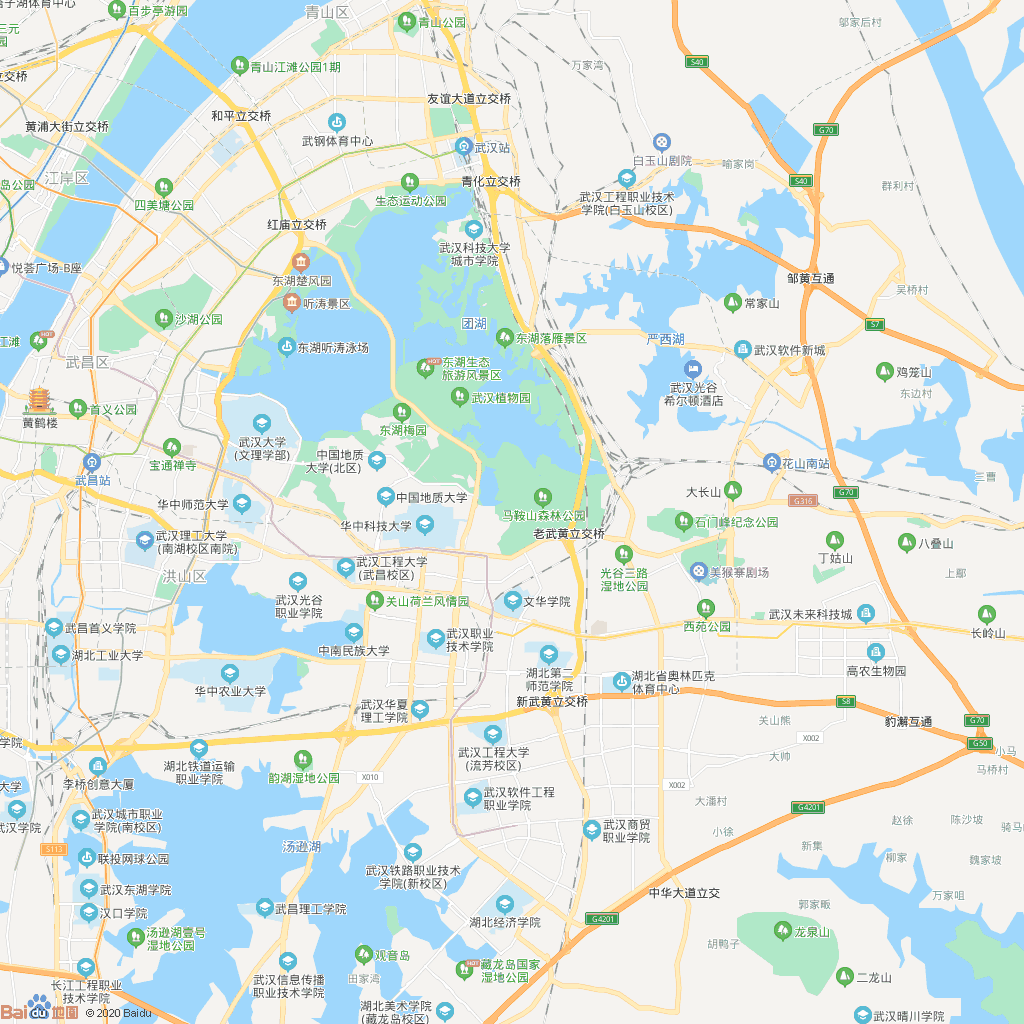 塔子湖体育中心
百步亭游园
青山区
青山公园
邬家后村
三元
公园
青山江滩公园1期
万家湾
S40
立交桥
友谊大道立交桥
和平立交桥
黄浦大街立交桥
武钢体育中心
G70
武汉站
白玉山剧院
喻家岗
江岸区
岛公园
四美塘公园
生态运动公园
青化立交桥
武汉工程职业技术
学院(白玉山校区)
S40
群利村
红庙立交桥
武汉科技大学
城市学院
悦荟广场-B座
东湖楚风园
邹黄互通
吴桥村
听涛景区
常家山
沙湖公园
团湖
S7
江滩
HOT
东湖听涛泳场
东湖落雁景区
严西湖
武汉软件新城
武昌区
HOT
东湖生态
旅游风景区
武汉光谷
希尔顿酒店
鸡笼山
东边村
黄鹤楼
首义公园
武汉植物园
东湖梅园
武汉大学
(文理学部)
宝通禅寺
中国地质
大学(北区)
武昌站
花山南站
三曹
华中师范大学
中国地质大学
大长山
G316
G70
马鞍山森林公园
华中科技大学
石门峰纪念公园
武汉理工大学
(南湖校区南院)
老武黄立交桥
丁姑山
八叠山
洪山区
武汉工程大学
(武昌校区)
光谷三路
湿地公园
美猴寨剧场
上鄢
武汉光谷
职业学院
关山荷兰风情园
文华学院
西苑公园
武汉未来科技城
长岭山
武昌首义学院
武汉职业
技术学院
湖北工业大学
中南民族大学
湖北第二
师范学院
高农生物园
华中农业大学
湖北省奥林匹克
体育中心
武汉华夏
理工学院
新武黄立交桥
S8
关山熊
豹澥互通
G70
学院
武汉工程大学
(流芳校区)
X002
G50
小马
湖北铁道运输
职业学院
大帅
马桥村
李桥创意大厦
韵湖湿地公园
X010
X002
大学
武汉软件工程
职业学院
大潘村
G4201
武汉学院
武汉城市职业
学院(南校区)
武汉商贸
职业学院
小徐
赵徐
陈沙坡
骑马
S113
汤逊湖
新集
联投网球公园
武汉铁路职业技术
学院(新校区)
柳家
魏家坡
武汉东湖学院
中华大道立交
万家咀
汉口学院
武昌理工学院
湖北经济学院
G4201
郭家畈
汤逊湖壹号
湿地公园
胡鸭子
龙泉山
观音岛
HOT
藏龙岛国家
湿地公园
田家湾
长江工程职业
技术学院
武汉信息传播
职业技术学院
二龙山
湖北美术学院
(藏龙岛校区)
武汉晴川学院
Bai du 地图
© 2020 Baidu